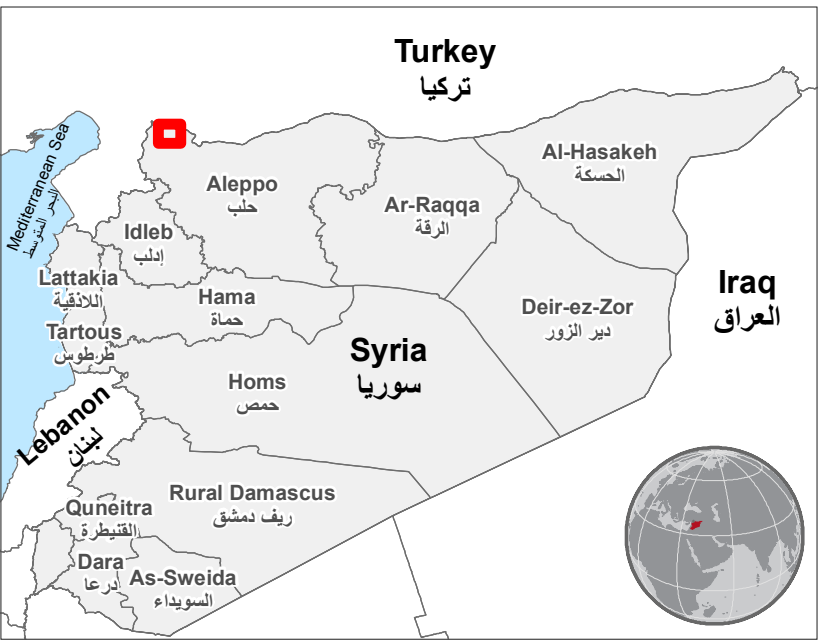 Turkey
تركيا
Mediterranean Sea
البحر المتوسط
Al-Hasakeh
الحسكة
Aleppo
حلب
Ar-Raqqa
الرقة
Idleb
إدلب
Iraq
العراق
Lattakia
اللاذقية
Hama
حماة
Deir-ez-Zor
دير الزور
Tartous
طرطوس
Syria
سوريا
Homs
حمص
Lebanon
لبنان
Rural Damascus
ريف دمشق
Quneitra
القنيطرة
Dara
درعا
As-Sweida
السويداء